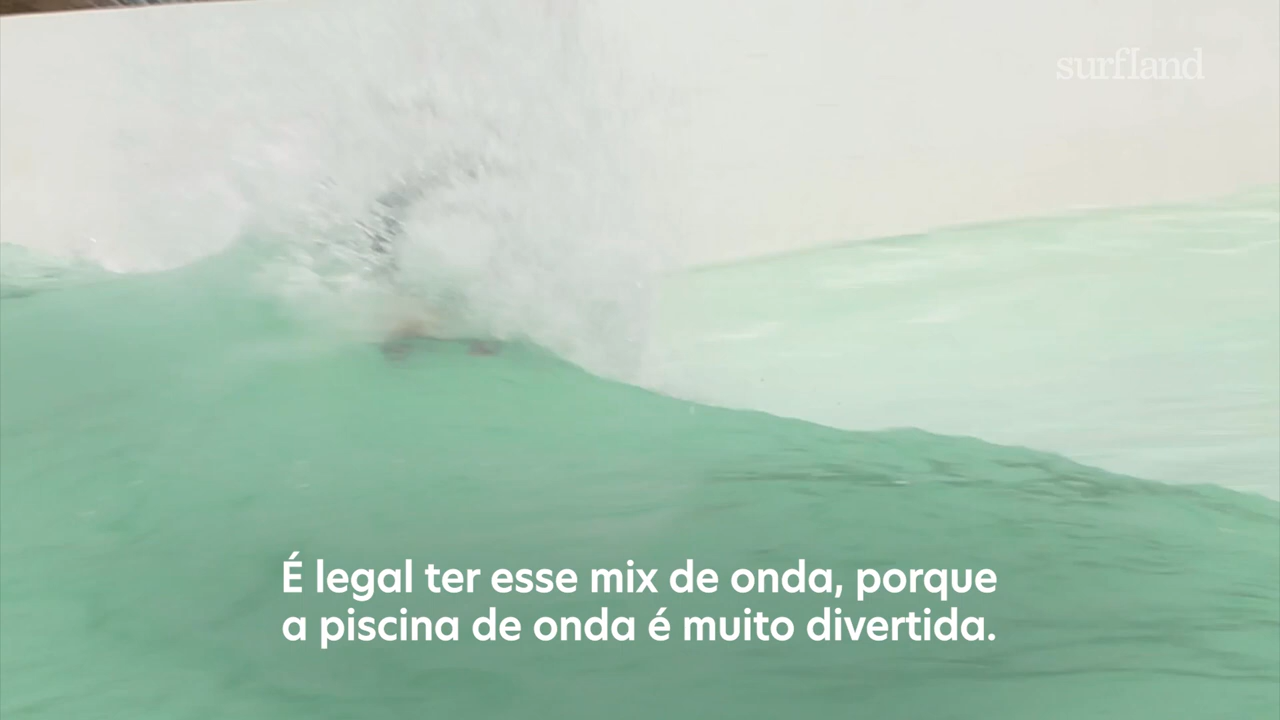 surfland
É legal ter esse mix de onda, porque
a piscina de onda é muito divertida.